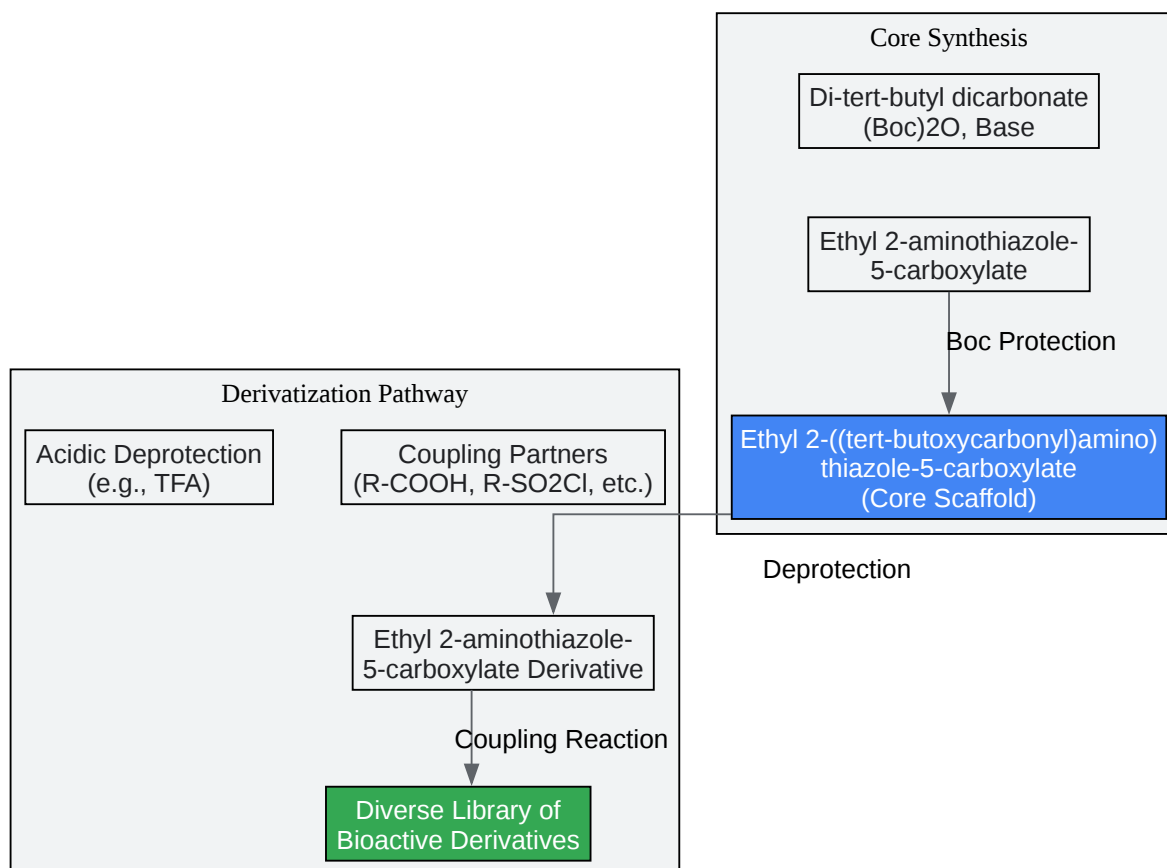 Core Synthesis
Di-tert-butyl dicarbonate
(Boc)2O, Base
Ethyl 2-aminothiazole-
5-carboxylate
Boc Protection
Ethyl 2-((tert-butoxycarbonyl)amino)
thiazole-5-carboxylate
(Core Scaffold)
Deprotection
Derivatization Pathway
Acidic Deprotection
(e.g., TFA)
Coupling Partners
(R-COOH, R-SO2Cl, etc.)
Ethyl 2-aminothiazole-
5-carboxylate Derivative
Coupling Reaction
Diverse Library of
Bioactive Derivatives